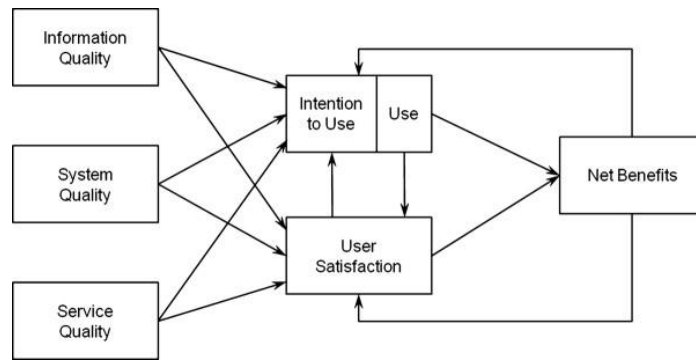 Information
Quality
System
Quality
Service
Quality
Intention
to Use
Use
User
Satisfaction
Net Benefits